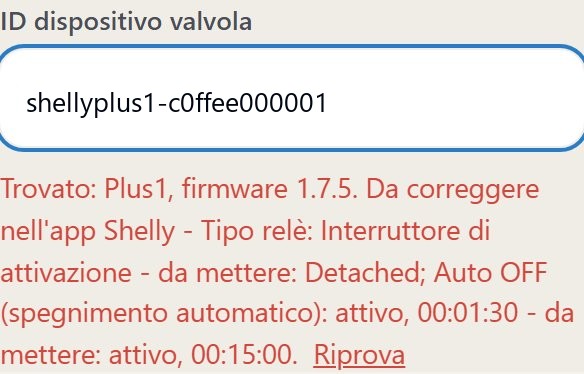 ID dispositivo valvola
shellyplus1-c0ffee000001
Trovato: Plus1, firmware 1.7.5. Da correggere
nell'app Shelly - Tipo relè: Interruttore di
attivazione - da mettere: Detached; Auto OFF
(spegnimento automatico): attivo, 00:01:30 - da
mettere: attivo, 00:15:00. Riprova